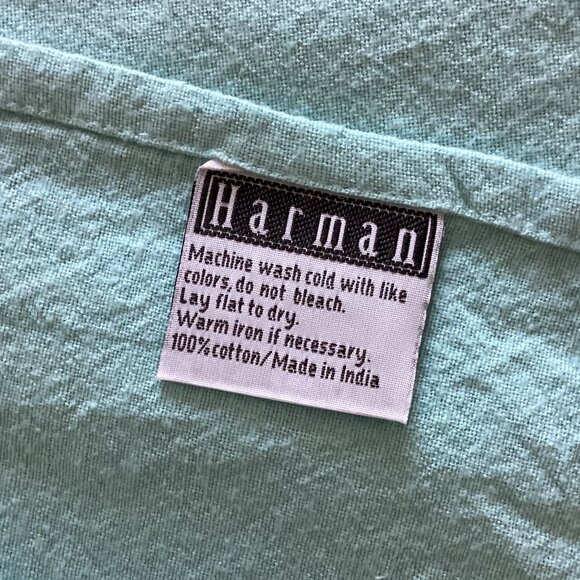 Harman
Machine wash cold with like
colors, do not bleach.
Lay flat to dry.
Warm iron if necessary.
100%cotton/Made in India